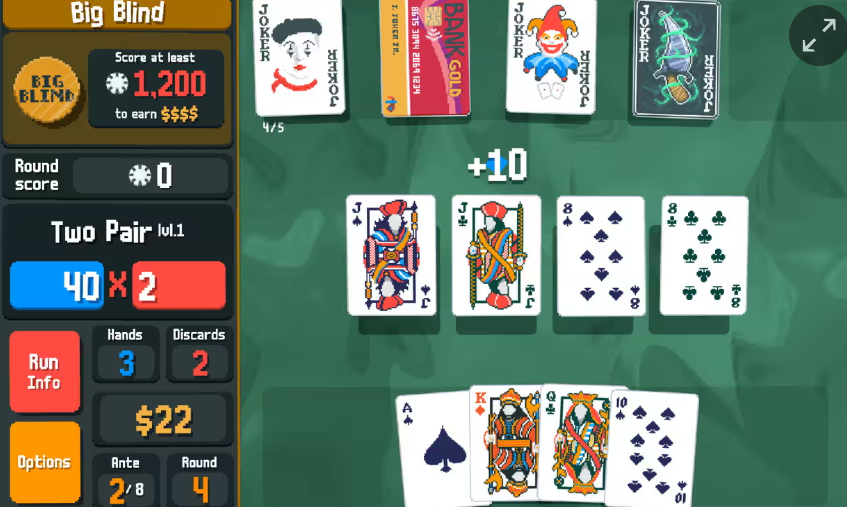 Big Blind
BIG
BLIND
Score at least
1,200
to earn $$$$
Round
score
0
Two Pair lvl.1
40 X 2
Run
Info
Hands
3
Discards
2
$22
Options
Ante
2/8
Round
4
JOKER
JOKER
BANK
GOLD
JOKER
JOKER
JOKER
JOKER
4/5
+10
J
J
J
J
8
8
8
8
A
K
Q
10
10